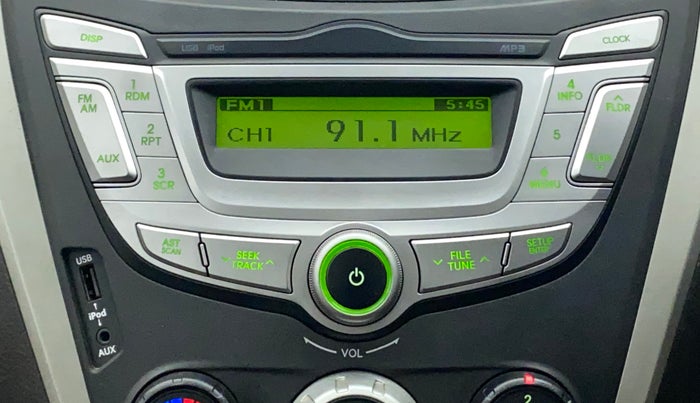 DISP
USB iPod
MP3
CLOCK
FM
AM
AUX
1
RDM
2
RPT
3
SCR
FM1
5:45
CH1 91.1 MHz
4
INFO
5
6
MENU
FLDR
FLDR
AST
SCAN
SEEK
TRACK
FILE
TUNE
SETUP
ENTER
VOL
USB
iPod
AUX
2